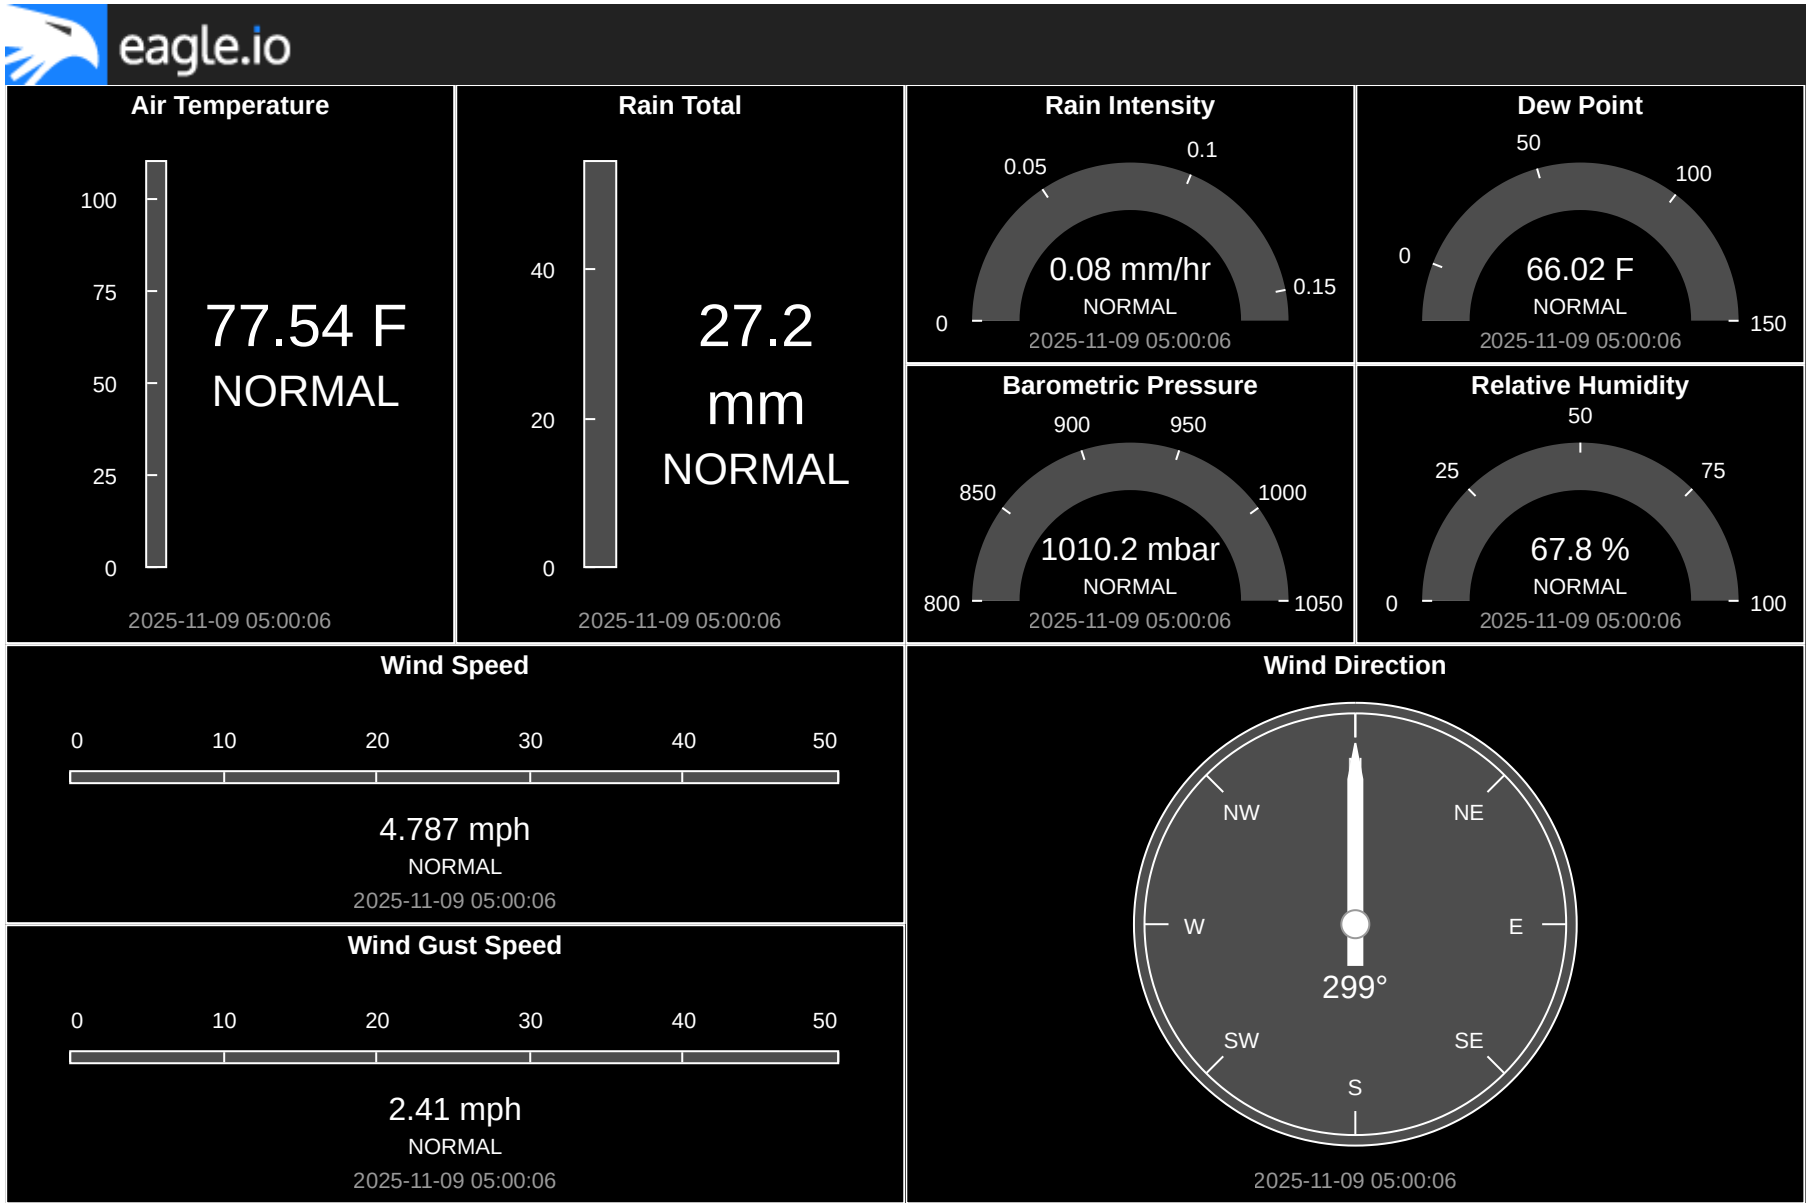 eagle.io
Air Temperature
100
75
50
25
0
77.54 F
NORMAL
2025-11-09 05:00:06
Rain Total
40
20
0
27.2
mm
NORMAL
2025-11-09 05:00:06
Rain Intensity
0
0.05
0.1
0.15
0.08 mm/hr
NORMAL
2025-11-09 05:00:06
Dew Point
0
50
100
150
66.02 F
NORMAL
2025-11-09 05:00:06
Barometric Pressure
800
850
900
950
1000
1050
1010.2 mbar
NORMAL
2025-11-09 05:00:06
Relative Humidity
0
25
50
75
100
67.8 %
NORMAL
2025-11-09 05:00:06
Wind Speed
0 10 20 30 40 50
4.787 mph
NORMAL
2025-11-09 05:00:06
Wind Gust Speed
0 10 20 30 40 50
2.41 mph
NORMAL
2025-11-09 05:00:06
Wind Direction
NW NE
W E
299°
SW SE
S
2025-11-09 05:00:06